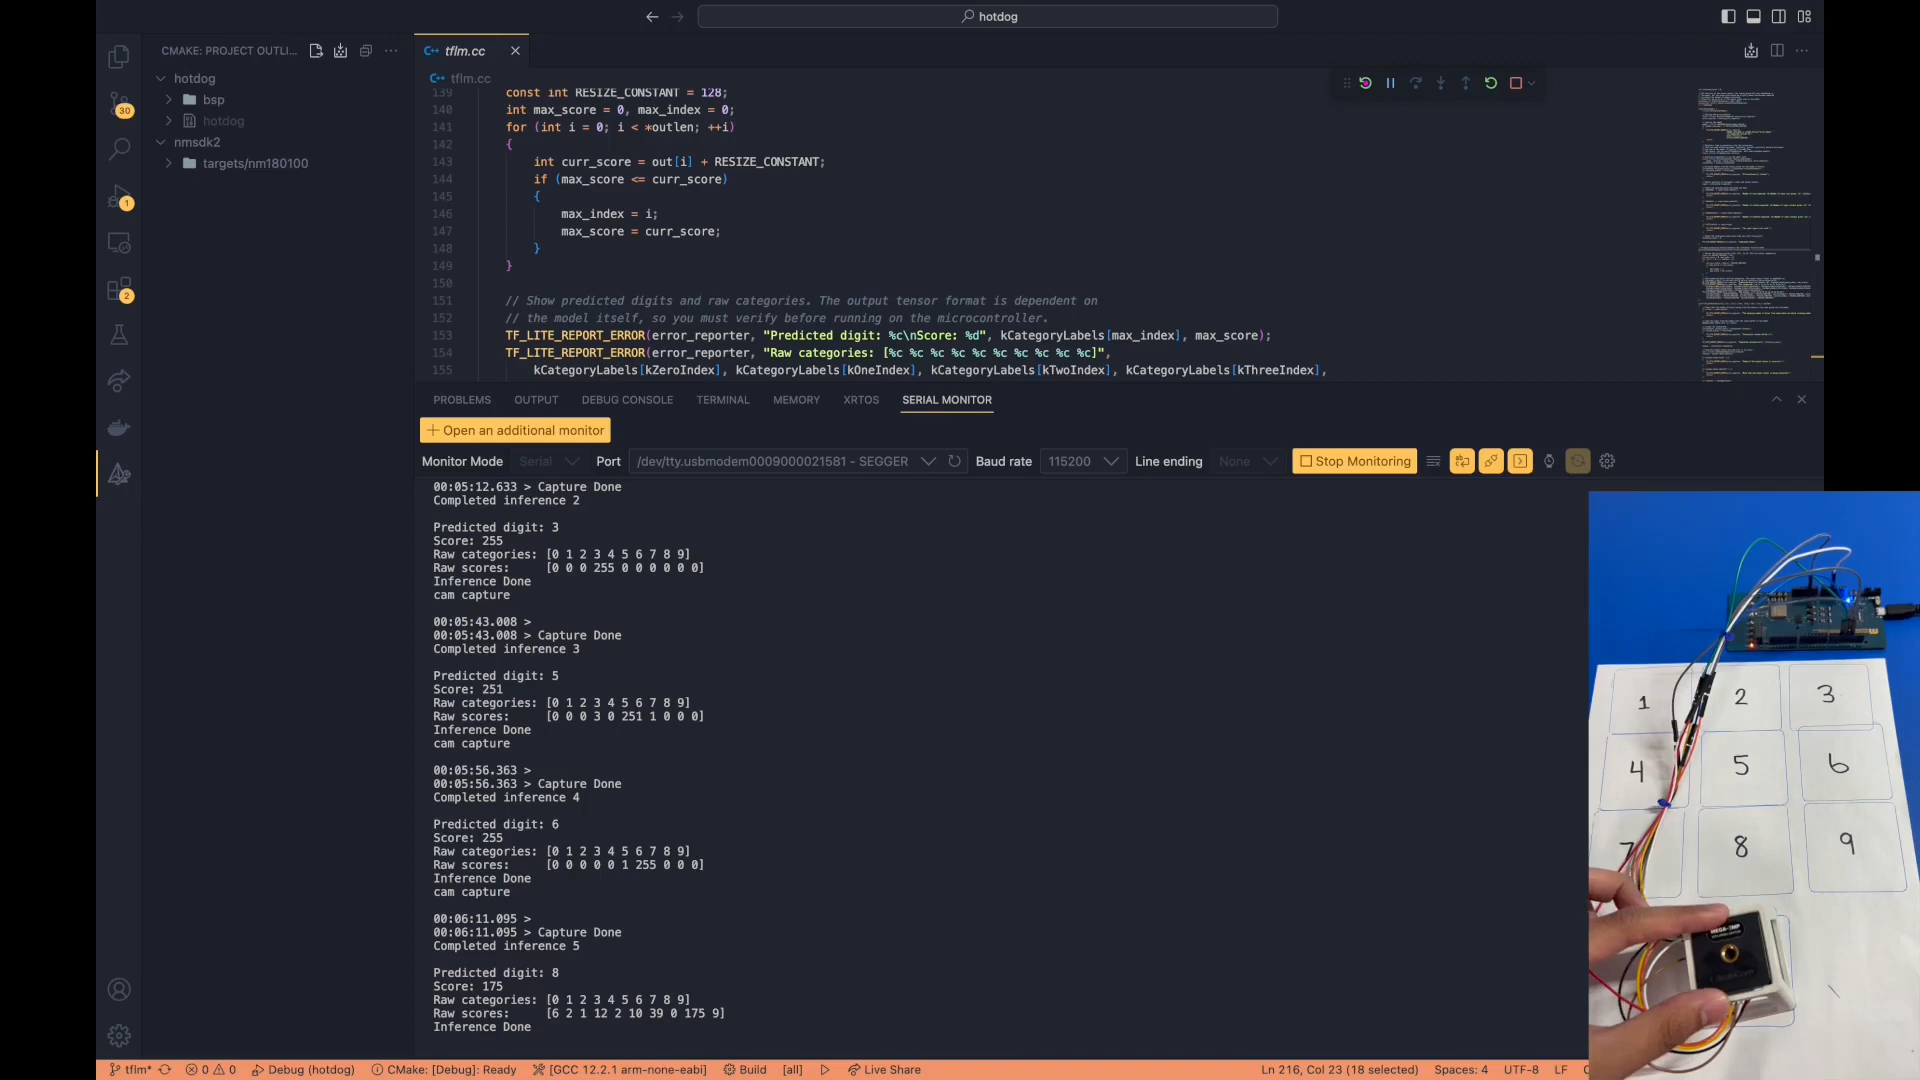 hotdog
CMAKE: PROJECT OUTLI...
tflm.cc
hotdog
bsp
hotdog
nmsdk2
targets/nm180100
30
1
2
tflm.cc
139 const int RESIZE_CONSTANT = 128;
140 int max_score = 0, max_index = 0;
141 for (int i = 0; i < *outlen; ++i)
142 {
143 int curr_score = out[i] + RESIZE_CONSTANT;
144 if (max_score <= curr_score)
145 {
146 max_index = i;
147 max_score = curr_score;
148 }
149 }
150
151 // Show predicted digits and raw categories. The output tensor format is dependent on
152 // the model itself, so you must verify before running on the microcontroller.
153 TF_LITE_REPORT_ERROR(error_reporter, "Predicted digit: %c\nScore: %d", kCategoryLabels[max_index], max_score);
154 TF_LITE_REPORT_ERROR(error_reporter, "Raw categories: [%c %c %c %c %c %c %c %c %c %c]",
155 kCategoryLabels[kZeroIndex], kCategoryLabels[kOneIndex], kCategoryLabels[kTwoIndex], kCategoryLabels[kThreeIndex],
PROBLEMS OUTPUT DEBUG CONSOLE TERMINAL MEMORY XRTOS SERIAL MONITOR
Open an additional monitor
Monitor Mode Serial Port /dev/tty.usbmodem0009000021581 - SEGGER Baud rate 115200 Line ending None Stop Monitoring
00:05:12.633 > Capture Done
Completed inference 2
Predicted digit: 3
Score: 255
Raw categories: [0 1 2 3 4 5 6 7 8 9]
Raw scores: [0 0 0 255 0 0 0 0 0 0]
Inference Done
cam capture
00:05:43.008 >
00:05:43.008 > Capture Done
Completed inference 3
Predicted digit: 5
Score: 251
Raw categories: [0 1 2 3 4 5 6 7 8 9]
Raw scores: [0 0 0 3 0 251 1 0 0 0]
Inference Done
cam capture
00:05:56.363 >
00:05:56.363 > Capture Done
Completed inference 4
Predicted digit: 6
Score: 255
Raw categories: [0 1 2 3 4 5 6 7 8 9]
Raw scores: [0 0 0 0 0 1 255 0 0 0]
Inference Done
cam capture
00:06:11.095 >
00:06:11.095 > Capture Done
Completed inference 5
Predicted digit: 8
Score: 175
Raw categories: [0 1 2 3 4 5 6 7 8 9]
Raw scores: [6 2 1 12 2 10 39 0 175 9]
Inference Done
1 2 3
4 5 6
7 8 9
tflm* 0 0 Debug (hotdog) CMake: [Debug]: Ready [GCC 12.2.1 arm-none-eabi] Build [all] Live Share Ln 216, Col 23 (18 selected) Spaces: 4 UTF-8 LF